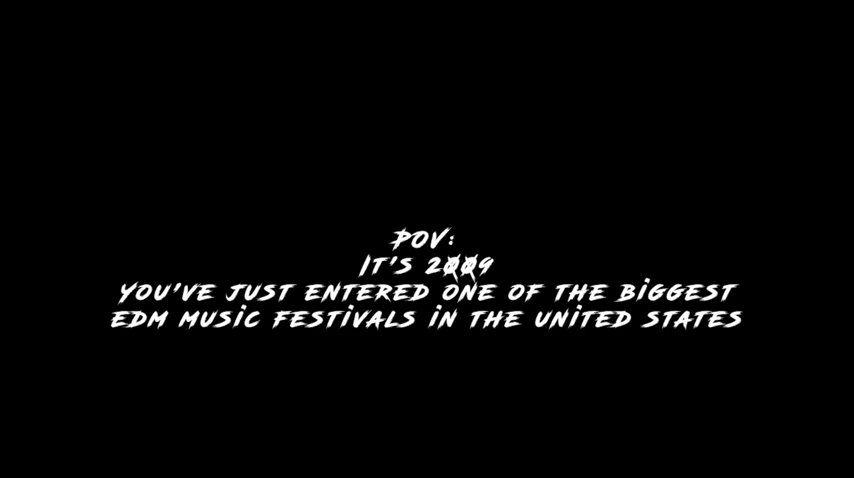 POV:
IT'S 2009
YOU'VE JUST ENTERED ONE OF THE BIGGEST
EDM MUSIC FESTIVALS IN THE UNITED STATES